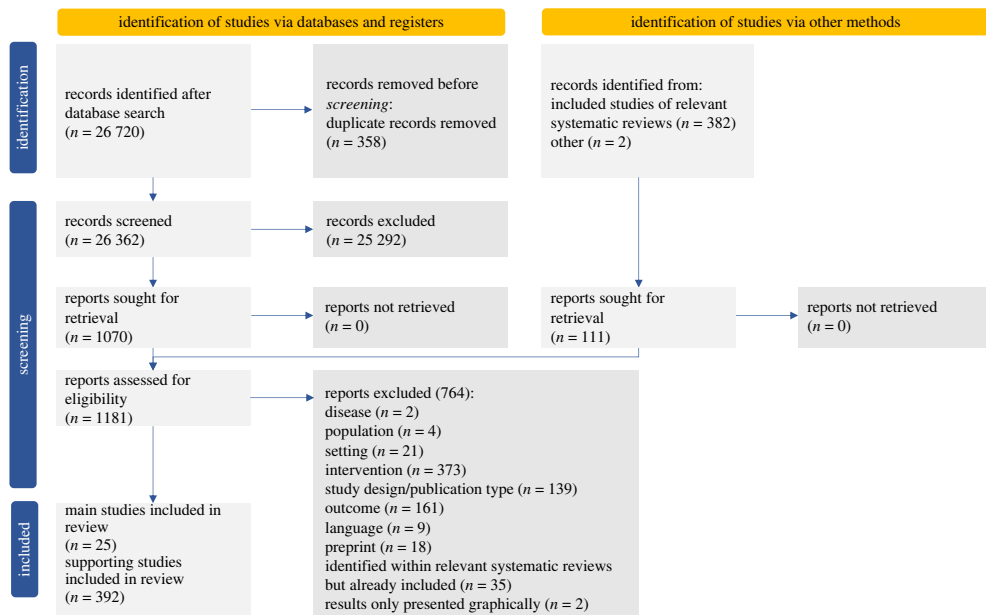 identification of studies via databases and registers
identification of studies via other methods
identification
records identified after
database search
(n = 26 720)
records removed before
screening:
duplicate records removed
(n = 358)
records identified from:
included studies of relevant
systematic reviews (n = 382)
other (n = 2)
screening
records screened
(n = 26 362)
records excluded
(n = 25 292)
reports sought for
retrieval
(n = 1070)
reports not retrieved
(n = 0)
reports sought for
retrieval
(n = 111)
reports not retrieved
(n = 0)
reports assessed for
eligibility
(n = 1181)
reports excluded (764):
disease (n = 2)
population (n = 4)
setting (n = 21)
intervention (n = 373)
study design/publication type (n = 139)
outcome (n = 161)
language (n = 9)
preprint (n = 18)
identified within relevant systematic reviews
but already included (n = 35)
results only presented graphically (n = 2)
included
main studies included in
review
(n = 25)
supporting studies
included in review
(n = 392)